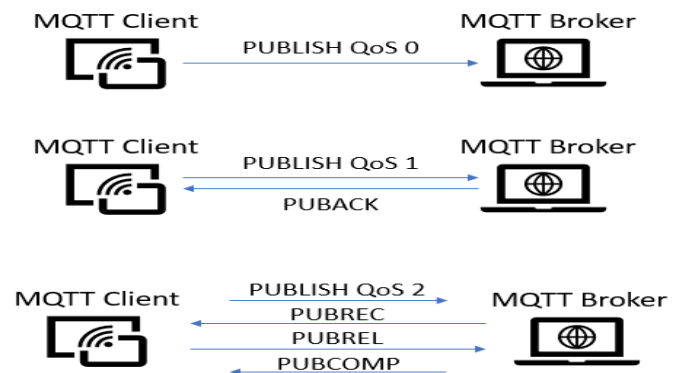 MQTT Client
MQTT Broker
PUBLISH QoS 0
MQTT Client
MQTT Broker
PUBLISH QoS 1
PUBACK
MQTT Client
PUBLISH QoS 2
MQTT Broker
PUBREC
PUBREL
PUBCOMP